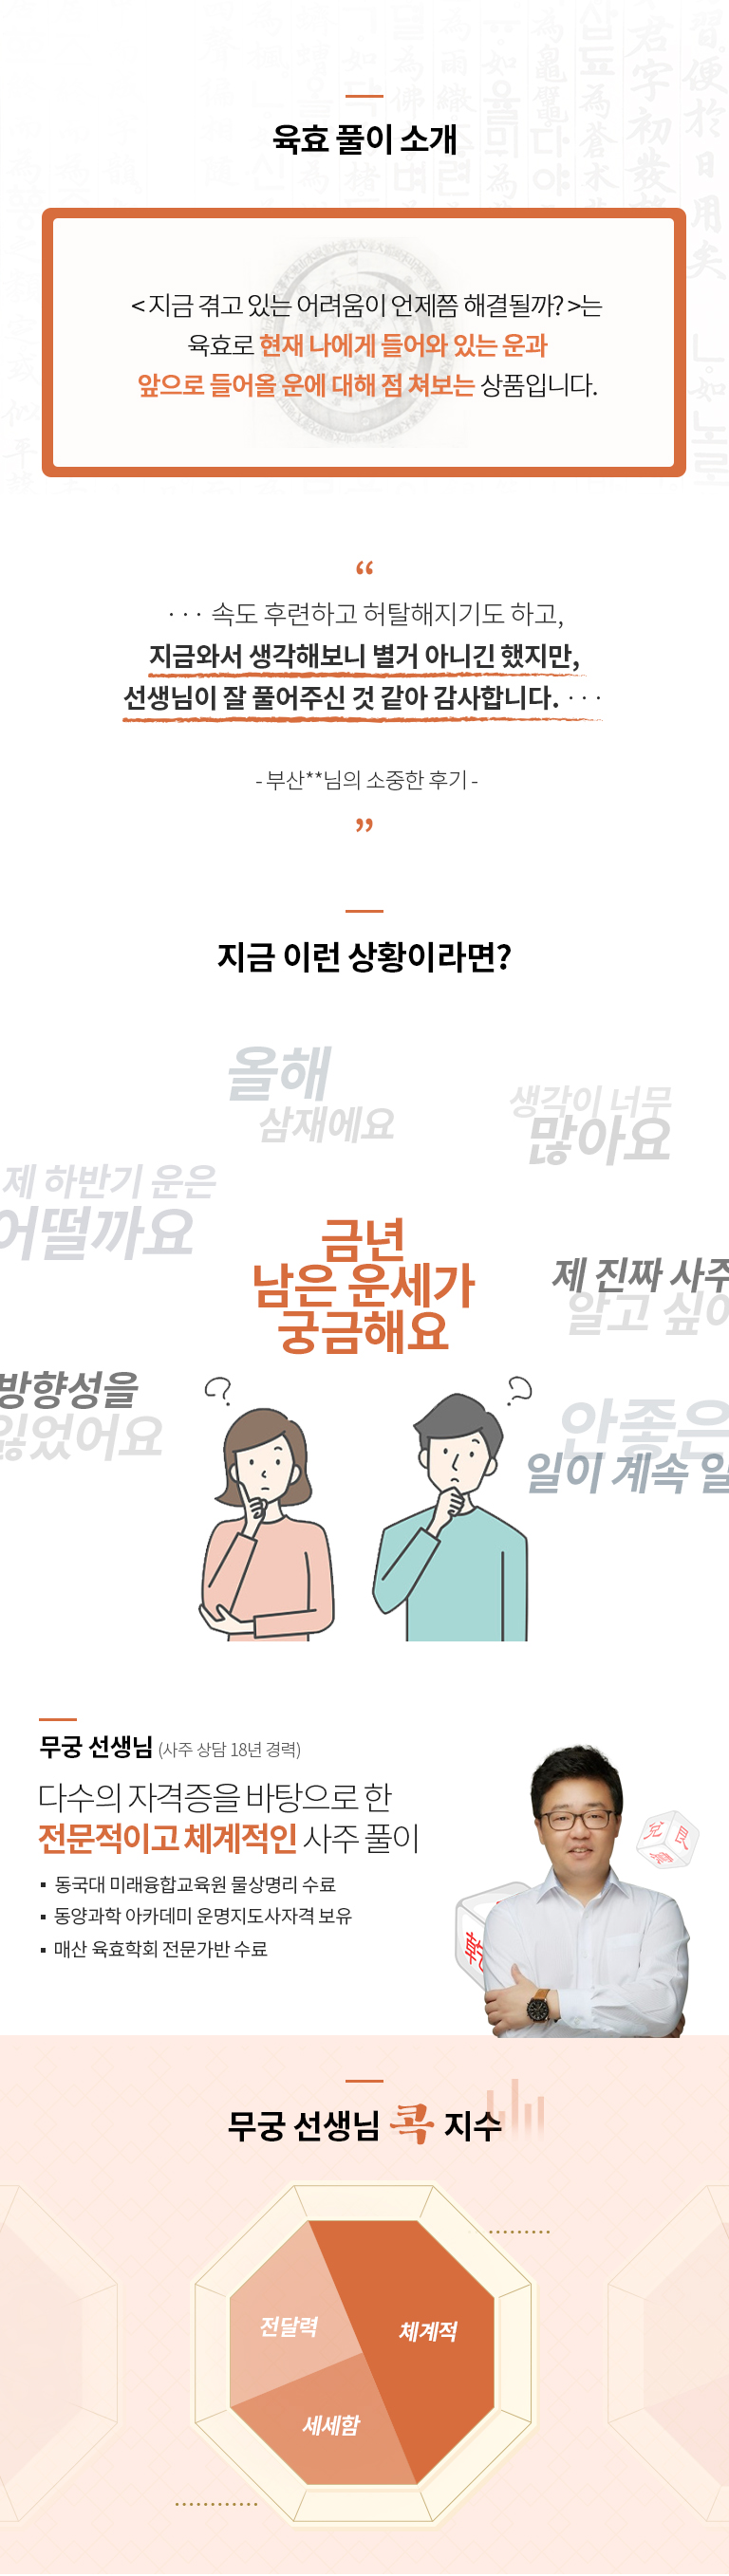 육효 풀이 소개
< 지금 겪고 있는 어려움이 언제쯤 해결될까? >는
육효로 현재 나에게 들어와 있는 운과
앞으로 들어올 운에 대해 점 쳐보는 상품입니다.
“
··· 속도 후련하고 허탈해지기도 하고,
지금와서 생각해보니 별거 아니긴 했지만,
선생님이 잘 풀어주신 것 같아 감사합니다. ···
- 부산**님의 소중한 후기 -
”
지금 이런 상황이라면?
올해
삼재에요
생각이 너무
많아요
제 하반기 운은
어떨까요
금년
남은 운세가
궁금해요
제 진짜 사주
알고 싶어
방향성을
잃었어요
안좋은
일이 계속 일
무궁 선생님 (사주 상담 18년 경력)
다수의 자격증을 바탕으로 한
전문적이고 체계적인 사주 풀이
▪ 동국대 미래융합교육원 물상명리 수료
▪ 동양과학 아카데미 운명지도사자격 보유
▪ 매산 육효학회 전문가반 수료
兌
艮
무궁 선생님 콕 지수
전달력
체계적
세세함